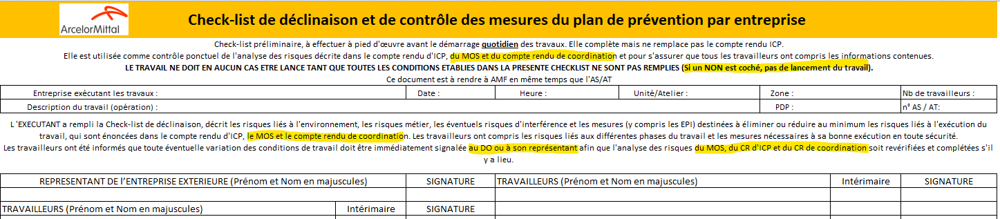 ArcelorMittal
Check-list de déclinaison et de contrôle des mesures du plan de prévention par entreprise
Check-list préliminaire, à effectuer à pied d'œuvre avant le démarrage quotidien des travaux. Elle complète mais ne remplace pas le compte rendu ICP.
Elle est utilisée comme contrôle ponctuel de l'analyse des risques décrite dans le compte rendu d'ICP, du MOS et du compte rendu de coordination et pour s'assurer que tous les travailleurs ont compris les informations contenues.
LE TRAVAIL NE DOIT EN AUCUN CAS ETRE LANCE TANT QUE TOUTES LES CONDITIONS ETABLIES DANS LA PRESENTE CHECKLIST NE SONT PAS REMPLIES (Si un NON est coché, pas de lancement du travail).
Ce document est à rendre à AMF en même temps que l'AS/AT
Entreprise exécutant les travaux : Date : Heure : Unité/Atelier : Zone : Nb de travailleurs :
Description du travail (opération) : PDP : n° AS / AT:
L 'EXECUTANT a rempli la Check-list de déclinaison, décrit les risques liés à l'environnement, les risques métier, les éventuels risques d'interférence et les mesures (y compris les EPI) destinées à éliminer ou réduire au minimum les risques liés à l'exécution du
travail, qui sont énoncées dans le compte rendu d'ICP, le MOS et le compte rendu de coordination. Les travailleurs ont compris les risques liés aux différentes phases du travail et les mesures nécessaires à sa bonne exécution en toute sécurité.
Les travailleurs ont été informés que toute éventuelle variation des conditions de travail doit être immédiatement signalée au DO ou à son représentant afin que l'analyse des risques du MOS, du CR d'ICP et du CR de coordination soit revérifiées et complétées s'il
y a lieu.
REPRESENTANT DE l'ENTREPRISE EXTERIEURE (Prénom et Nom en majuscules) SIGNATURE TRAVAILLEURS (Prénom et Nom en majuscules) Intérimaire SIGNATURE
TRAVAILLEURS (Prénom et Nom en majuscules) Intérimaire SIGNATURE